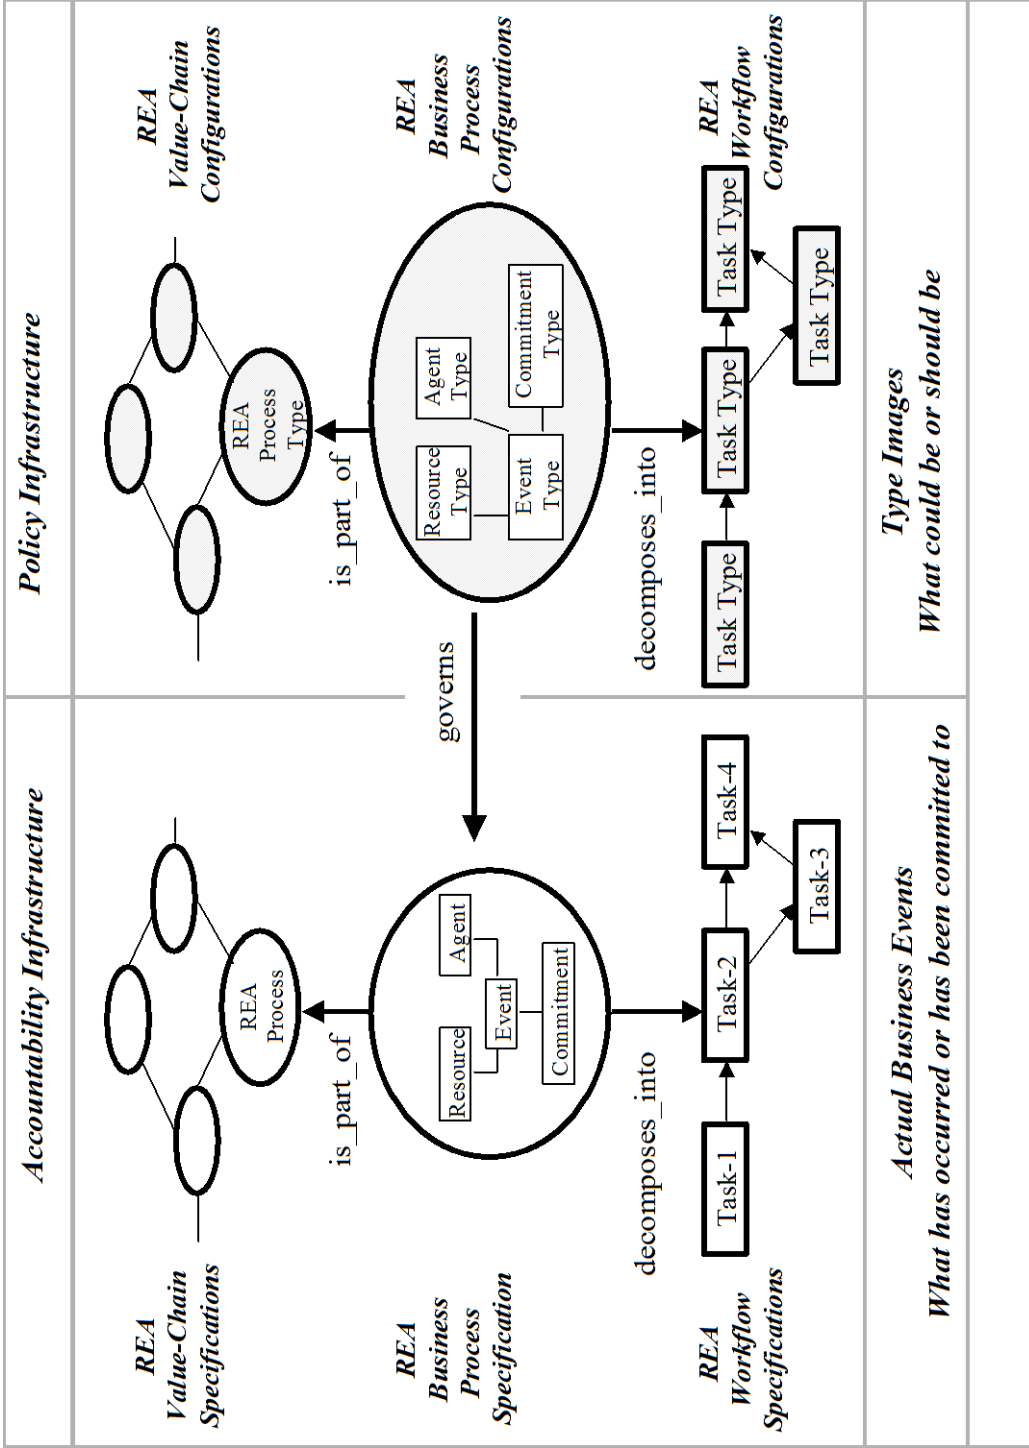 Accountability Infrastructure
Policy Infrastructure
REA
Value-Chain
Specifications
REA
Process
REA
Process
Type
REA
Value-Chain
Configurations
is_part_of
is_part_of
REA
Business
Process
Specification
Resource
Agent
Event
Commitment
governs
Resource
Type
Agent
Type
Event
Type
Commitment
Type
REA
Business
Process
Configurations
decomposes_into
decomposes_into
REA
Workflow
Specifications
Task-1
Task-2
Task-4
Task-3
Task Type
Task Type
Task Type
Task Type
REA
Workflow
Configurations
Actual Business Events
What has occurred or has been committed to
Type Images
What could be or should be